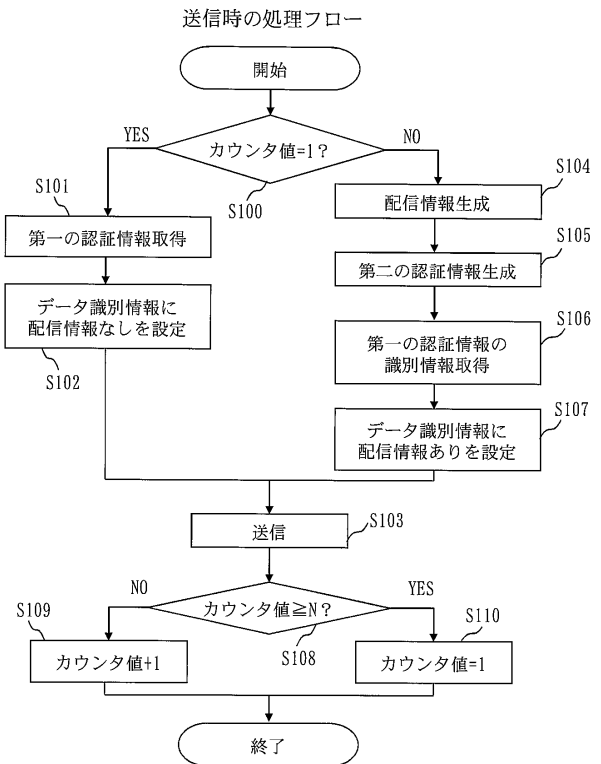 送信時の処理フロー
開始
YES
カウンタ値=1？
NO
S100
S101
第一の認証情報取得
データ識別情報に
配信情報なしを設定
S102
S104
配信情報生成
S105
第二の認証情報生成
S106
第一の認証情報の
識別情報取得
S107
データ識別情報に
配信情報ありを設定
送信
S103
NO
カウンタ値≧N？
YES
S108
S109
カウンタ値+1
S110
カウンタ値=1
終了